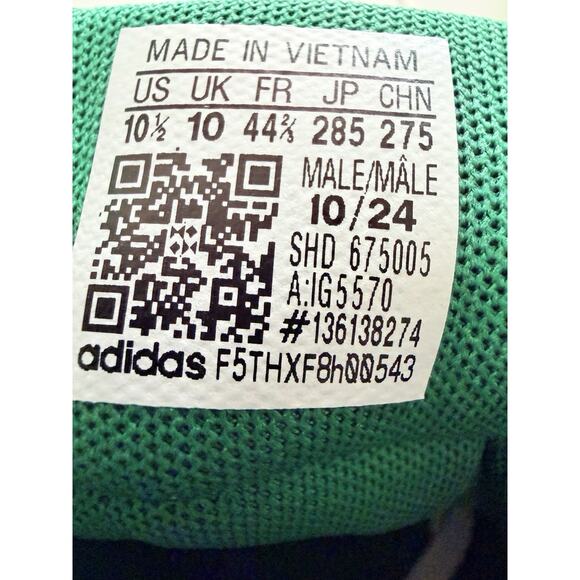 MADE IN VIETNAM
US UK FR JP CHN
10½ 10 44⅔ 285 275
MALE/MÂLE
10/24
SHD 675005
A:IG5570
#136138274
adidas F5THXF8h00543